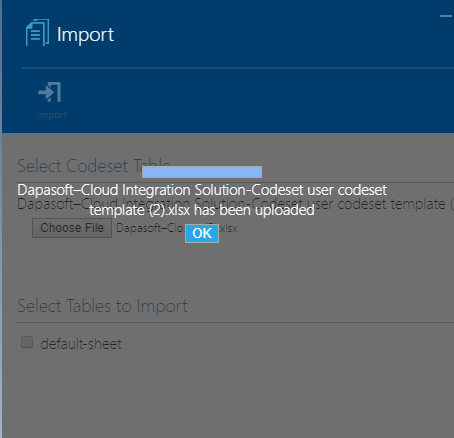 Import
Import
Select Codeset Table
Dapasoft–Cloud Integration Solution-Codeset user codeset
template (2).xlsx has been uploaded
Dapasoft–Cloud Integration Solution-Codeset user codeset template (
OK
Choose File Dapasoft–Clo xlsx
Select Tables to Import
default-sheet